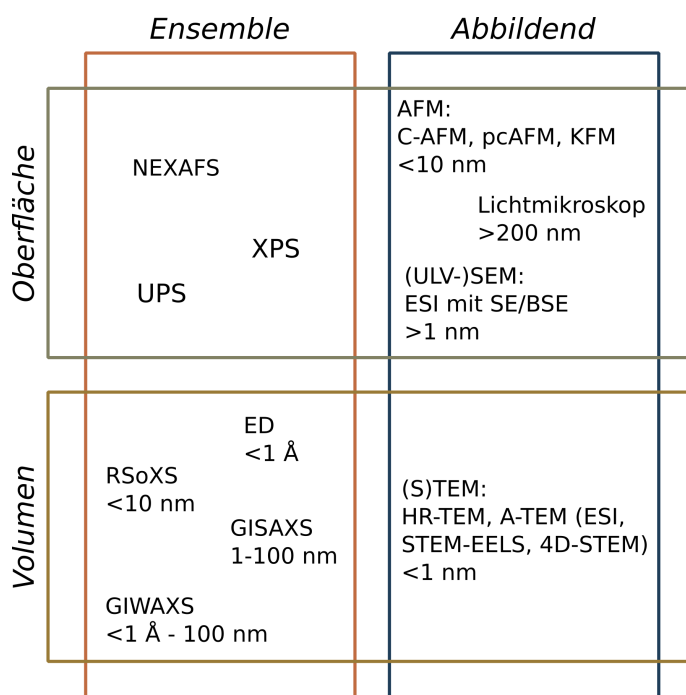 Ensemble
Abbildend
Oberfläche
NEXAFS
XPS
UPS
AFM:
C-AFM, pcAFM, KFM
<10 nm
Lichtmikroskop
>200 nm
(ULV-)SEM:
ESI mit SE/BSE
>1 nm
Volumen
ED
<1 Å
RSoXS
<10 nm
GISAXS
1-100 nm
GIWAXS
<1 Å - 100 nm
(S)TEM:
HR-TEM, A-TEM (ESI,
STEM-EELS, 4D-STEM)
<1 nm